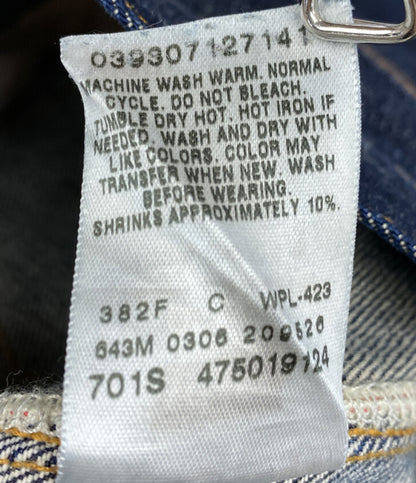 039307127141
MACHINE WASH WARM. NORMAL
CYCLE. DO NOT BLEACH.
TUMBLE DRY HOT. HOT IRON IF
NEEDED. WASH AND DRY WITH
LIKE COLORS. COLOR MAY
TRANSFER WHEN NEW. WASH
BEFORE WEARING.
SHRINKS APPROXIMATELY 10%.
382F C WPL-423
643M 0306 209526
701S 475019124